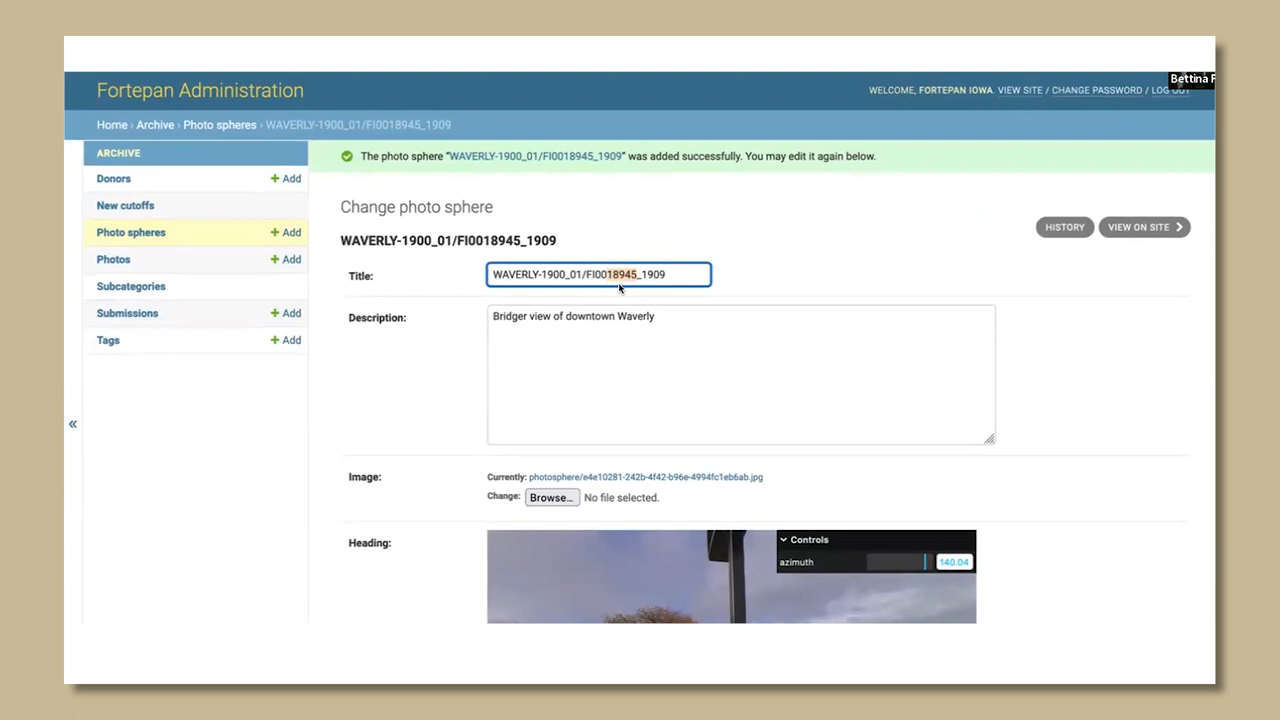 Bettina F
Fortepan Administration
WELCOME, FORTEPAN IOWA. VIEW SITE / CHANGE PASSWORD / LOG OUT
Home › Archive › Photo spheres › WAVERLY-1900_01/FI0018945_1909
ARCHIVE
Donors + Add
New cutoffs
Photo spheres + Add
Photos + Add
Subcategories
Submissions + Add
Tags + Add
«
The photo sphere “WAVERLY-1900_01/FI0018945_1909” was added successfully. You may edit it again below.
Change photo sphere
HISTORY VIEW ON SITE
WAVERLY-1900_01/FI0018945_1909
Title: WAVERLY-1900_01/FI0018945_1909
Description: Bridger view of downtown Waverly
Image: Currently: photosphere/e4e10281-242b-4f42-b96e-4994fc1eb6ab.jpg
Change: Browse… No file selected.
Heading:
Controls
azimuth 140.04